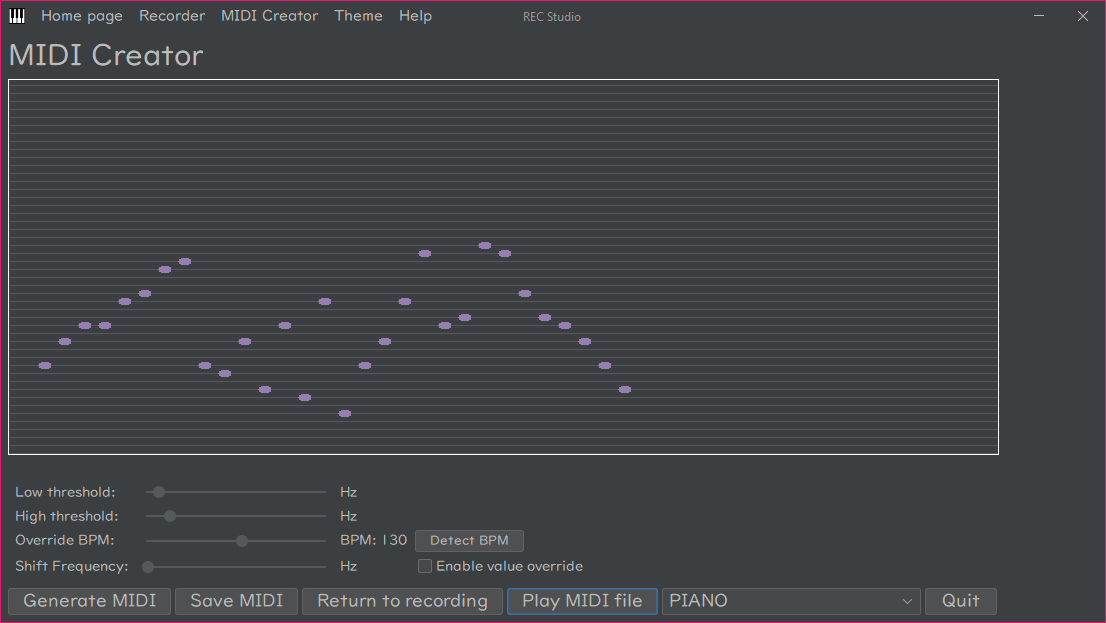 Home page Recorder MIDI Creator Theme Help REC Studio
MIDI Creator
Low threshold: Hz
High threshold: Hz
Override BPM: BPM: 130 Detect BPM
Shift Frequency: Hz Enable value override
Generate MIDI Save MIDI Return to recording Play MIDI file PIANO Quit